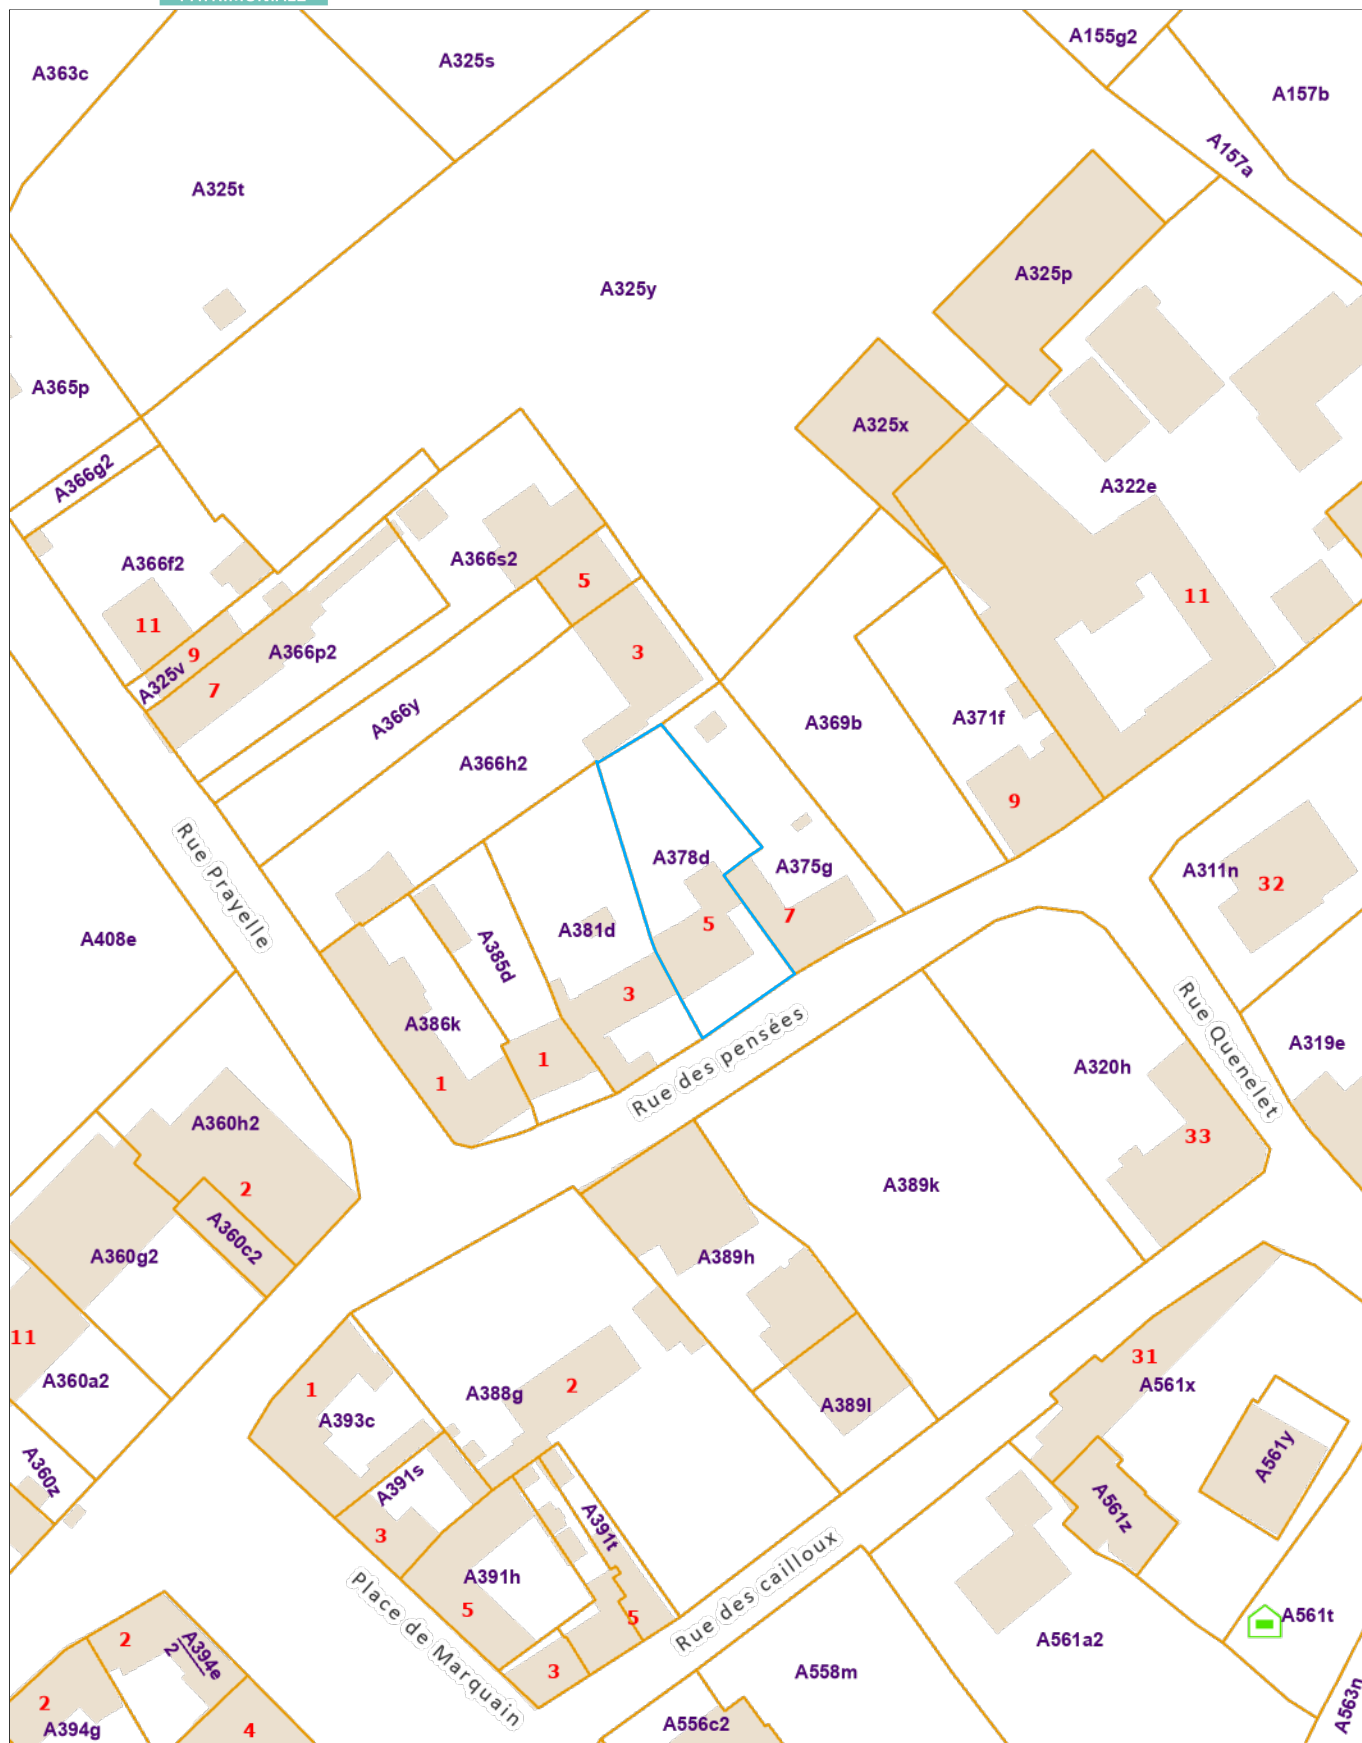 A155g2
A325s
A363c
A157b
A157a
A325t
A325p
A325y
A365p
A325x
A366g2
A322e
A366s2
A366f2
5
11
11
3
A366p2
9
A325v
7
A366y
A371f
A369b
A366h2
9
Rue Prayelle
A378d
A375g
A311n
32
7
5
A381d
A408e
A385d
3
A386k
Rue des pensées
Rue Quenelet
A319e
1
1
A320h
A360h2
33
2
A389k
A360c2
A360g2
A389h
11
31
A360a2
1
A388g
2
A561x
A393c
A389l
A561y
A360z
A391s
A561z
3
A391t
A391h
5
5
Rue des cailloux
Place de Marquain
A561t
2
A394e
2
A561a2
3
A558m
2
A394g
4
A556c2
A563n